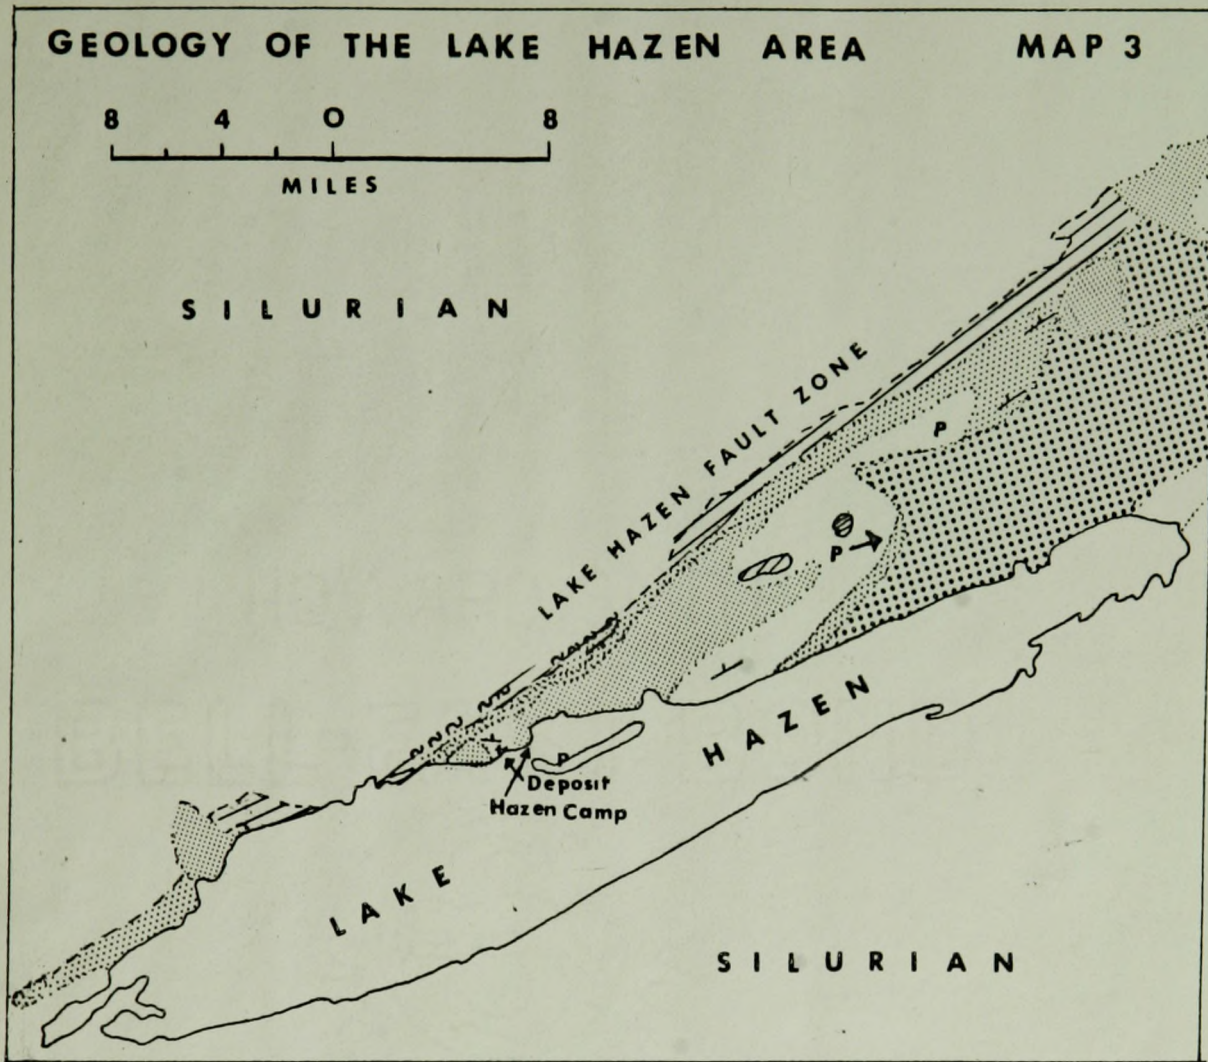 GEOLOGY OF THE LAKE HAZEN AREA MAP 3
8 4 0 8
MILES
SILURIAN
LAKE HAZEN FAULT ZONE
P
P
P
Deposit
Hazen Camp
LAKE HAZEN
SILURIAN